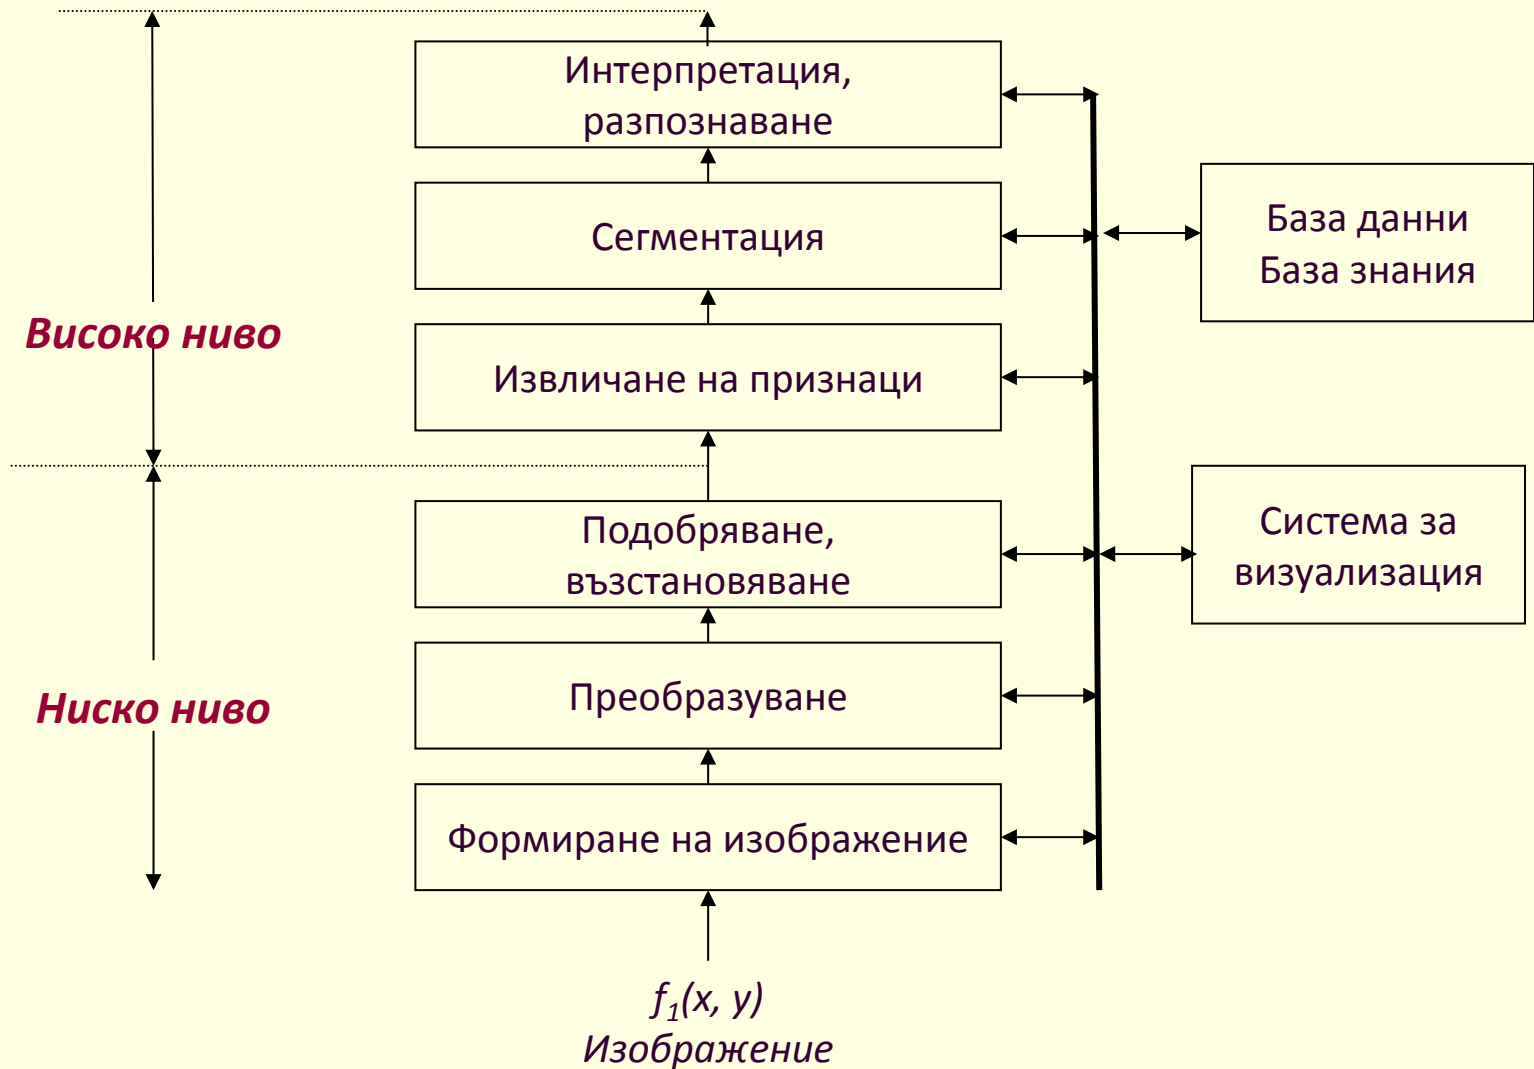 Интерпретация,
разпознаване
Сегментация
База данни
База знания
Високо ниво
Извличане на признаци
Подобряване,
възстановяване
Система за
визуализация
Преобразуване
Ниско ниво
Формиране на изображение
f₁(x, y)
Изображение